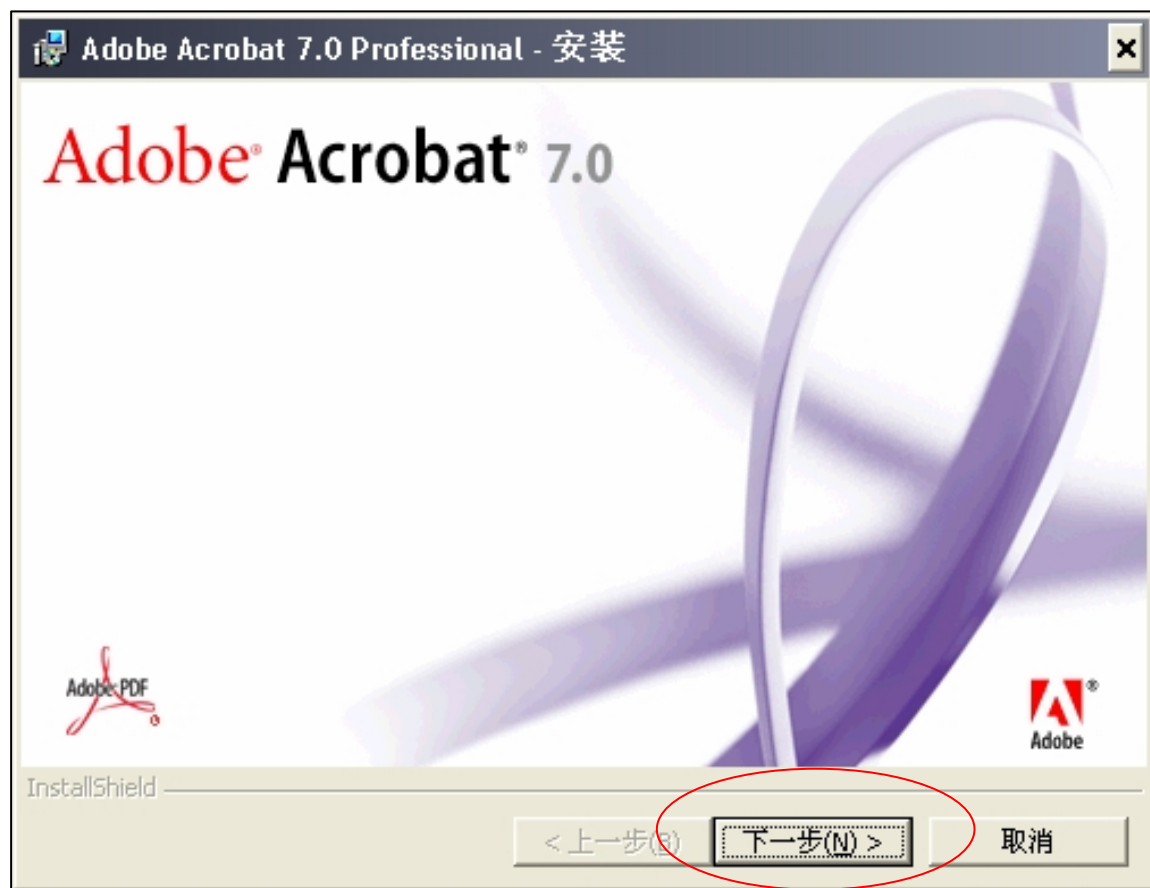 Adobe Acrobat 7.0 Professional - 安装
Adobe® Acrobat® 7.0
Adobe PDF
Adobe®
InstallShield
< 上一步(B)
下一步(N) >
取消